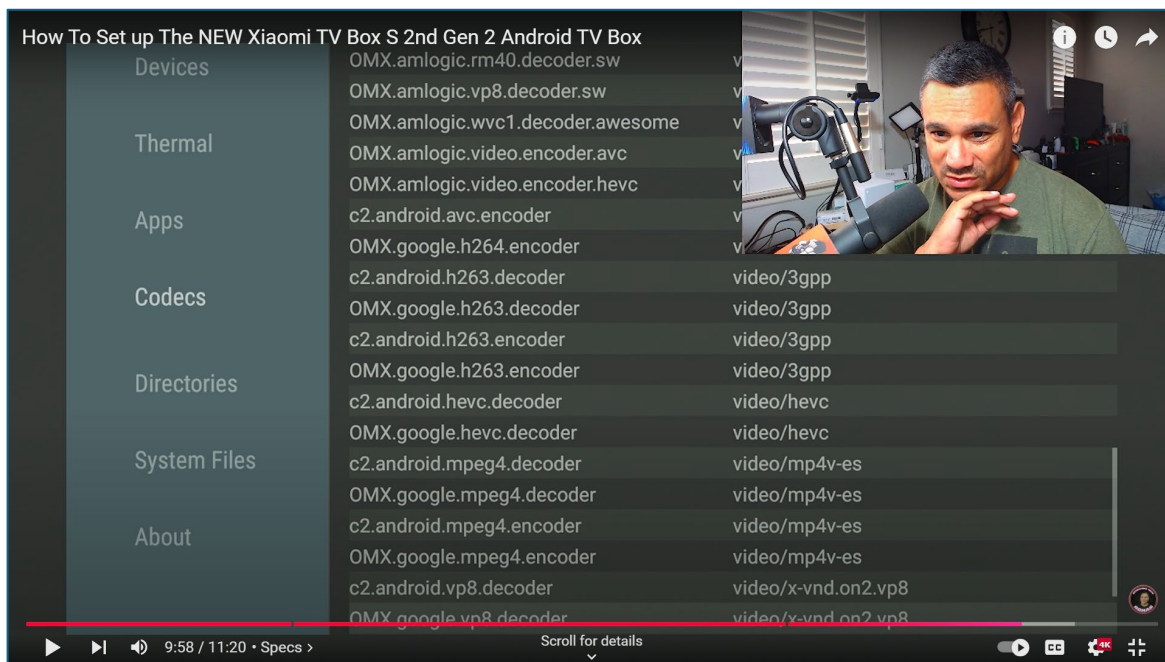 How To Set up The NEW Xiaomi TV Box S 2nd Gen 2 Android TV Box
Devices
Thermal
Apps
Codecs
Directories
System Files
About
OMX.amlogic.rm40.decoder.sw v
OMX.amlogic.vp8.decoder.sw v
OMX.amlogic.wvc1.decoder.awesome v
OMX.amlogic.video.encoder.avc v
OMX.amlogic.video.encoder.hevc v
c2.android.avc.encoder v
OMX.google.h264.encoder v
c2.android.h263.decoder video/3gpp
OMX.google.h263.decoder video/3gpp
c2.android.h263.encoder video/3gpp
OMX.google.h263.encoder video/3gpp
c2.android.hevc.decoder video/hevc
OMX.google.hevc.decoder video/hevc
c2.android.mpeg4.decoder video/mp4v-es
OMX.google.mpeg4.decoder video/mp4v-es
c2.android.mpeg4.encoder video/mp4v-es
OMX.google.mpeg4.encoder video/mp4v-es
c2.android.vp8.decoder video/x-vnd.on2.vp8
OMX.google.vp8.decoder video/x-vnd.on2.vp8
9:58 / 11:20 • Specs ›
Scroll for details
CC
4K